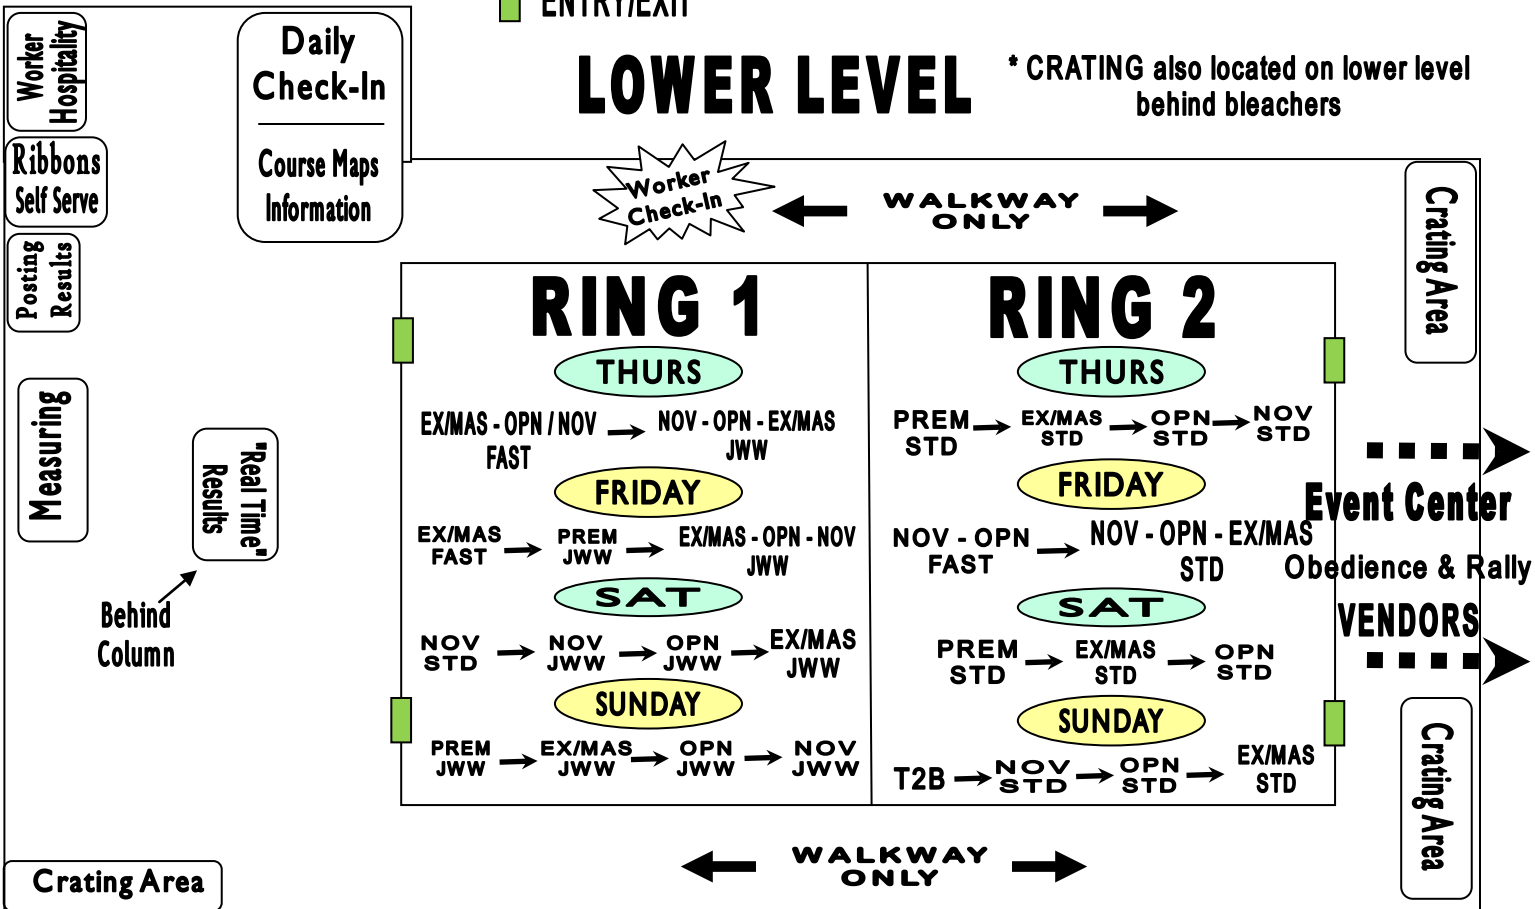 ENTRY/EXIT
LOWER LEVEL
* CRATING also located on lower level
behind bleachers
Worker
Hospitality
Daily
Check-In
Course Maps
Information
Ribbons
Self Serve
Posting
Results
Measuring
"Real Time"
Results
Behind
Column
Crating Area
Worker
Check-In
WALKWAY
ONLY
Crating Area
RING 1
THURS
EX/MAS - OPN / NOV
FAST
NOV - OPN - EX/MAS
JWW
FRIDAY
EX/MAS
FAST
PREM
JWW
EX/MAS - OPN - NOV
JWW
SAT
NOV
STD
NOV
JWW
OPN
JWW
EX/MAS
JWW
SUNDAY
PREM
JWW
EX/MAS
JWW
OPN
JWW
NOV
JWW
RING 2
THURS
PREM
STD
EX/MAS
STD
OPN
STD
NOV
STD
FRIDAY
NOV - OPN
FAST
NOV - OPN - EX/MAS
STD
SAT
PREM
STD
EX/MAS
STD
OPN
STD
SUNDAY
T2B
NOV
STD
OPN
STD
EX/MAS
STD
Event Center
Obedience & Rally
VENDORS
Crating Area
WALKWAY
ONLY